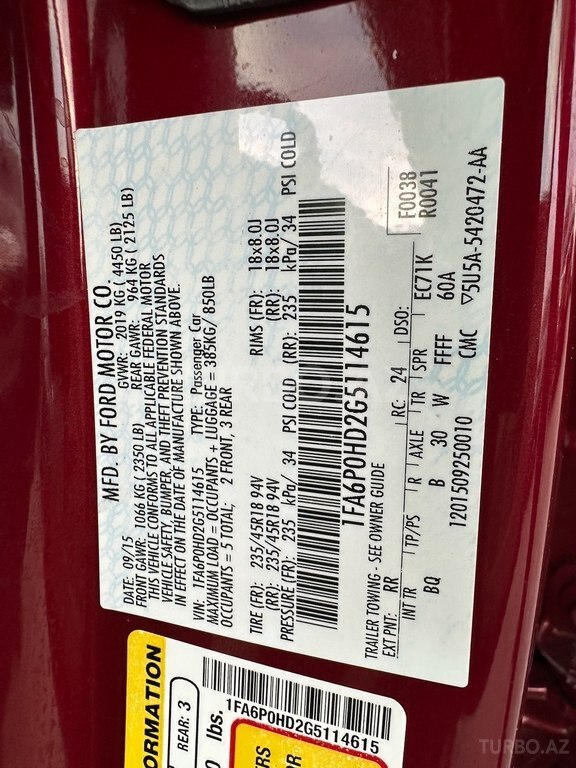 MFD. BY FORD MOTOR CO.
DATE: 09/15 GVWR: 2019 KG ( 4450 LB)
FRONT GAWR: 1066 KG ( 2350 LB) REAR GAWR: 964 KG ( 2125 LB)
THIS VEHICLE CONFORMS TO ALL APPLICABLE FEDERAL MOTOR
VEHICLE SAFETY, BUMPER, AND THEFT PREVENTION STANDARDS
IN EFFECT ON THE DATE OF MANUFACTURE SHOWN ABOVE.
VIN: 1FA6P0HD2G5114615 TYPE: Passenger Car
MAXIMUM LOAD = OCCUPANTS + LUGGAGE = 385KG/ 850LB
OCCUPANTS = 5 TOTAL; 2 FRONT, 3 REAR
TIRE (FR): 235/45R18 94V RIMS (FR): 18x8.0J
(RR): 235/45R18 94V (RR): 18x8.0J
PRESSURE (FR): 235 kPa/ 34 PSI COLD (RR): 235 kPa/ 34 PSI COLD
1FA6P0HD2G5114615
TRAILER TOWING - SEE OWNER GUIDE
F0038
R0041
EXT PNT: RR RC: 24 DSO:
INT TR TP/PS R AXLE TR SPR EC71K
BQ B 30 W FFFF 60A
1201509250010 CMC ▽5U5A-5420472-AA
FORMATION
REAR: 3
lbs.
1FA6P0HD2G5114615
TURBO.AZ